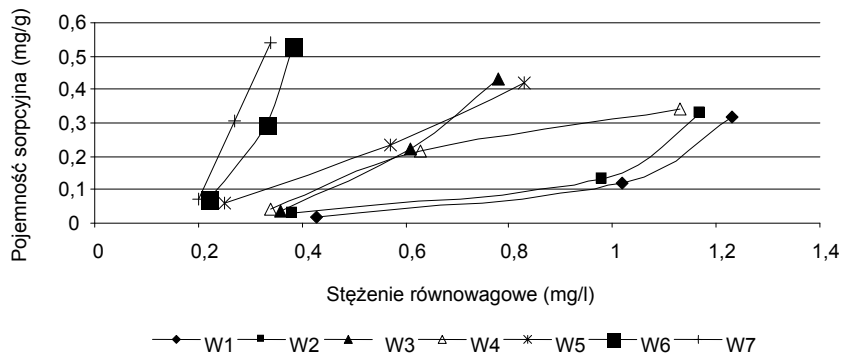 Pojemność sorpcyjna (mg/g)
0,6
0,5
0,4
0,3
0,2
0,1
0
0 0,2 0,4 0,6 0,8 1 1,2 1,4
Stężenie równowagowe (mg/l)
W1 W2 W3 W4 W5 W6 W7